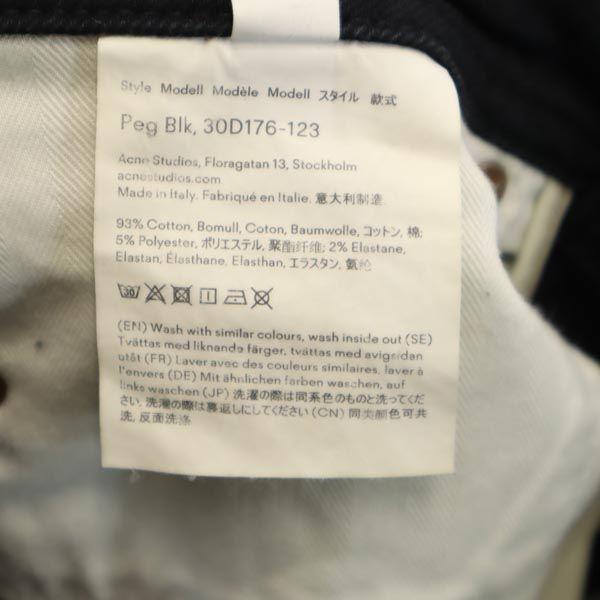 Style Modell Modèle Modell スタイル 款式
Peg Blk, 30D176-123
Acne Studios, Floragatan 13, Stockholm
acnestudios.com
Made in Italy. Fabriqué en Italie. 意大利制造
93% Cotton, Bomull, Coton, Baumwolle, コットン, 棉;
5% Polyester, ポリエステル, 聚酯纤维; 2% Elastane,
Elastan, Élasthane, Elasthan, エラスタン, 氨纶
30
(EN) Wash with similar colours, wash inside out (SE)
Tvättas med liknande färger, tvättas med avigsidan
utåt (FR) Laver avec des couleurs similaires, laver à
l'envers (DE) Mit ähnlichen farben waschen, auf
links waschen (JP) 洗濯の際は同系色のものと洗ってくだ
さい, 洗濯の際は裏返しにしてください (CN) 同类颜色可共
洗, 反面洗涤